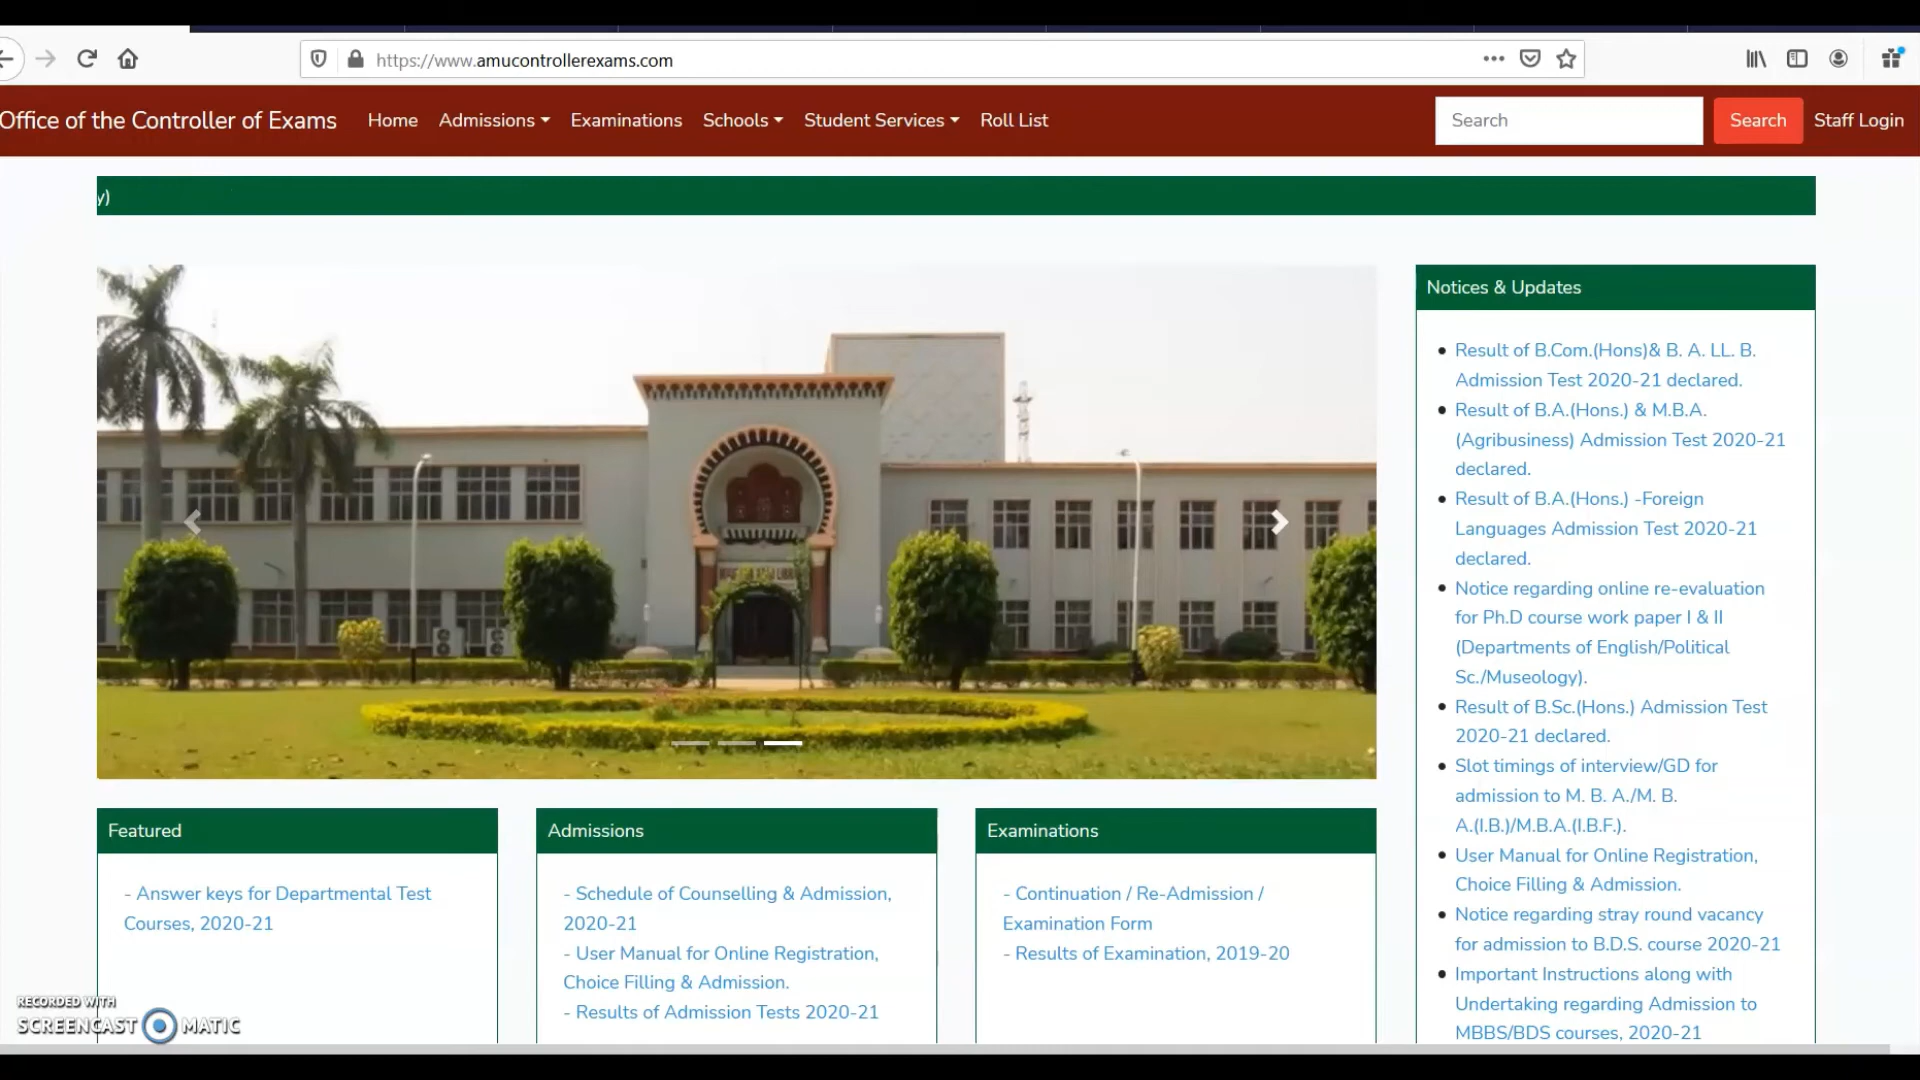 https://www.amucontrollerexams.com
Office of the Controller of Exams
Home
Admissions
Examinations
Schools
Student Services
Roll List
Search
Search
Staff Login
y)
Notices & Updates
Result of B.Com.(Hons)& B. A. LL. B.
Admission Test 2020-21 declared.
Result of B.A.(Hons.) & M.B.A.
(Agribusiness) Admission Test 2020-21
declared.
Result of B.A.(Hons.) -Foreign
Languages Admission Test 2020-21
declared.
Notice regarding online re-evaluation
for Ph.D course work paper I & II
(Departments of English/Political
Sc./Museology).
Result of B.Sc.(Hons.) Admission Test
2020-21 declared.
Slot timings of interview/GD for
admission to M. B. A./M. B.
A.(I.B.)/M.B.A.(I.B.F.).
User Manual for Online Registration,
Choice Filling & Admission.
Notice regarding stray round vacancy
for admission to B.D.S. course 2020-21
Important Instructions along with
Undertaking regarding Admission to
MBBS/BDS courses, 2020-21
Featured
- Answer keys for Departmental Test
Courses, 2020-21
Admissions
- Schedule of Counselling & Admission,
2020-21
- User Manual for Online Registration,
Choice Filling & Admission.
- Results of Admission Tests 2020-21
Examinations
- Continuation / Re-Admission /
Examination Form
- Results of Examination, 2019-20
RECORDED WITH
SCREENCAST MATIC